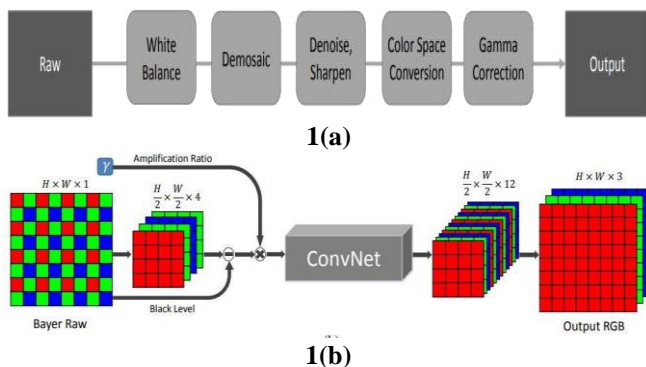 Raw
White
Balance
Demosaic
Denoise,
Sharpen
Color Space
Conversion
Gamma
Correction
Output
1(a)
γ
Amplification Ratio
H × W × 1
H/2 × W/2 × 4
ConvNet
Black Level
Bayer Raw
H/2 × W/2 × 12
H × W × 3
Output RGB
1(b)